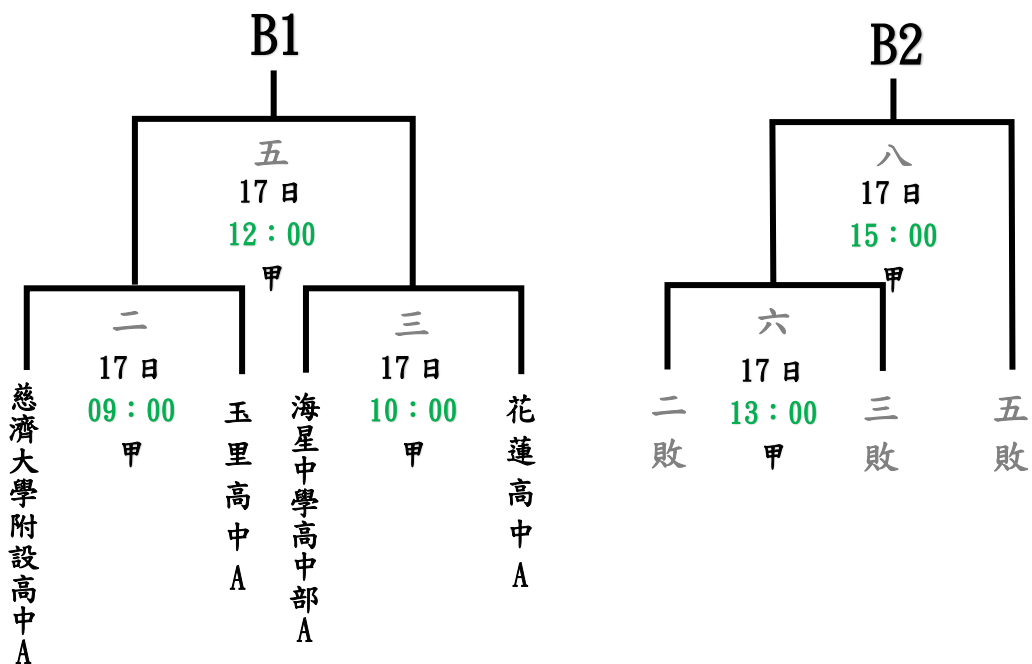 B1
五
17日
12：00
甲
二
17日
09：00
甲
三
17日
10：00
甲
慈濟大學附設高中A
玉里高中A
海星中學高中部A
花蓮高中A
B2
八
17日
15：00
甲
六
17日
13：00
甲
二敗
三敗
五敗